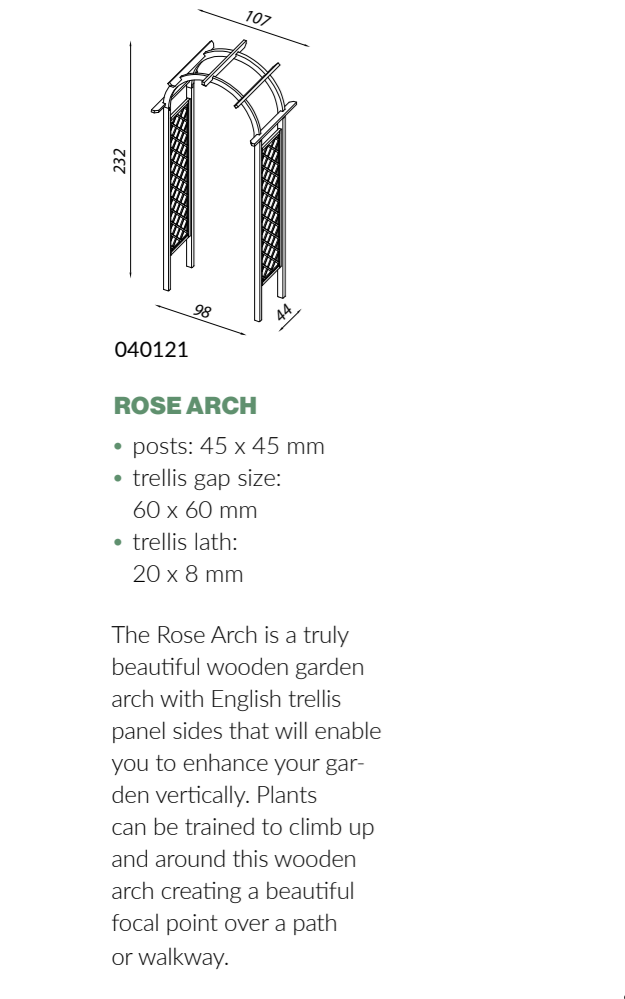 107
232
98
44
040121
ROSE ARCH
• posts: 45 x 45 mm
• trellis gap size:
60 x 60 mm
• trellis lath:
20 x 8 mm
The Rose Arch is a truly
beautiful wooden garden
arch with English trellis
panel sides that will enable
you to enhance your gar-
den vertically. Plants
can be trained to climb up
and around this wooden
arch creating a beautiful
focal point over a path
or walkway.